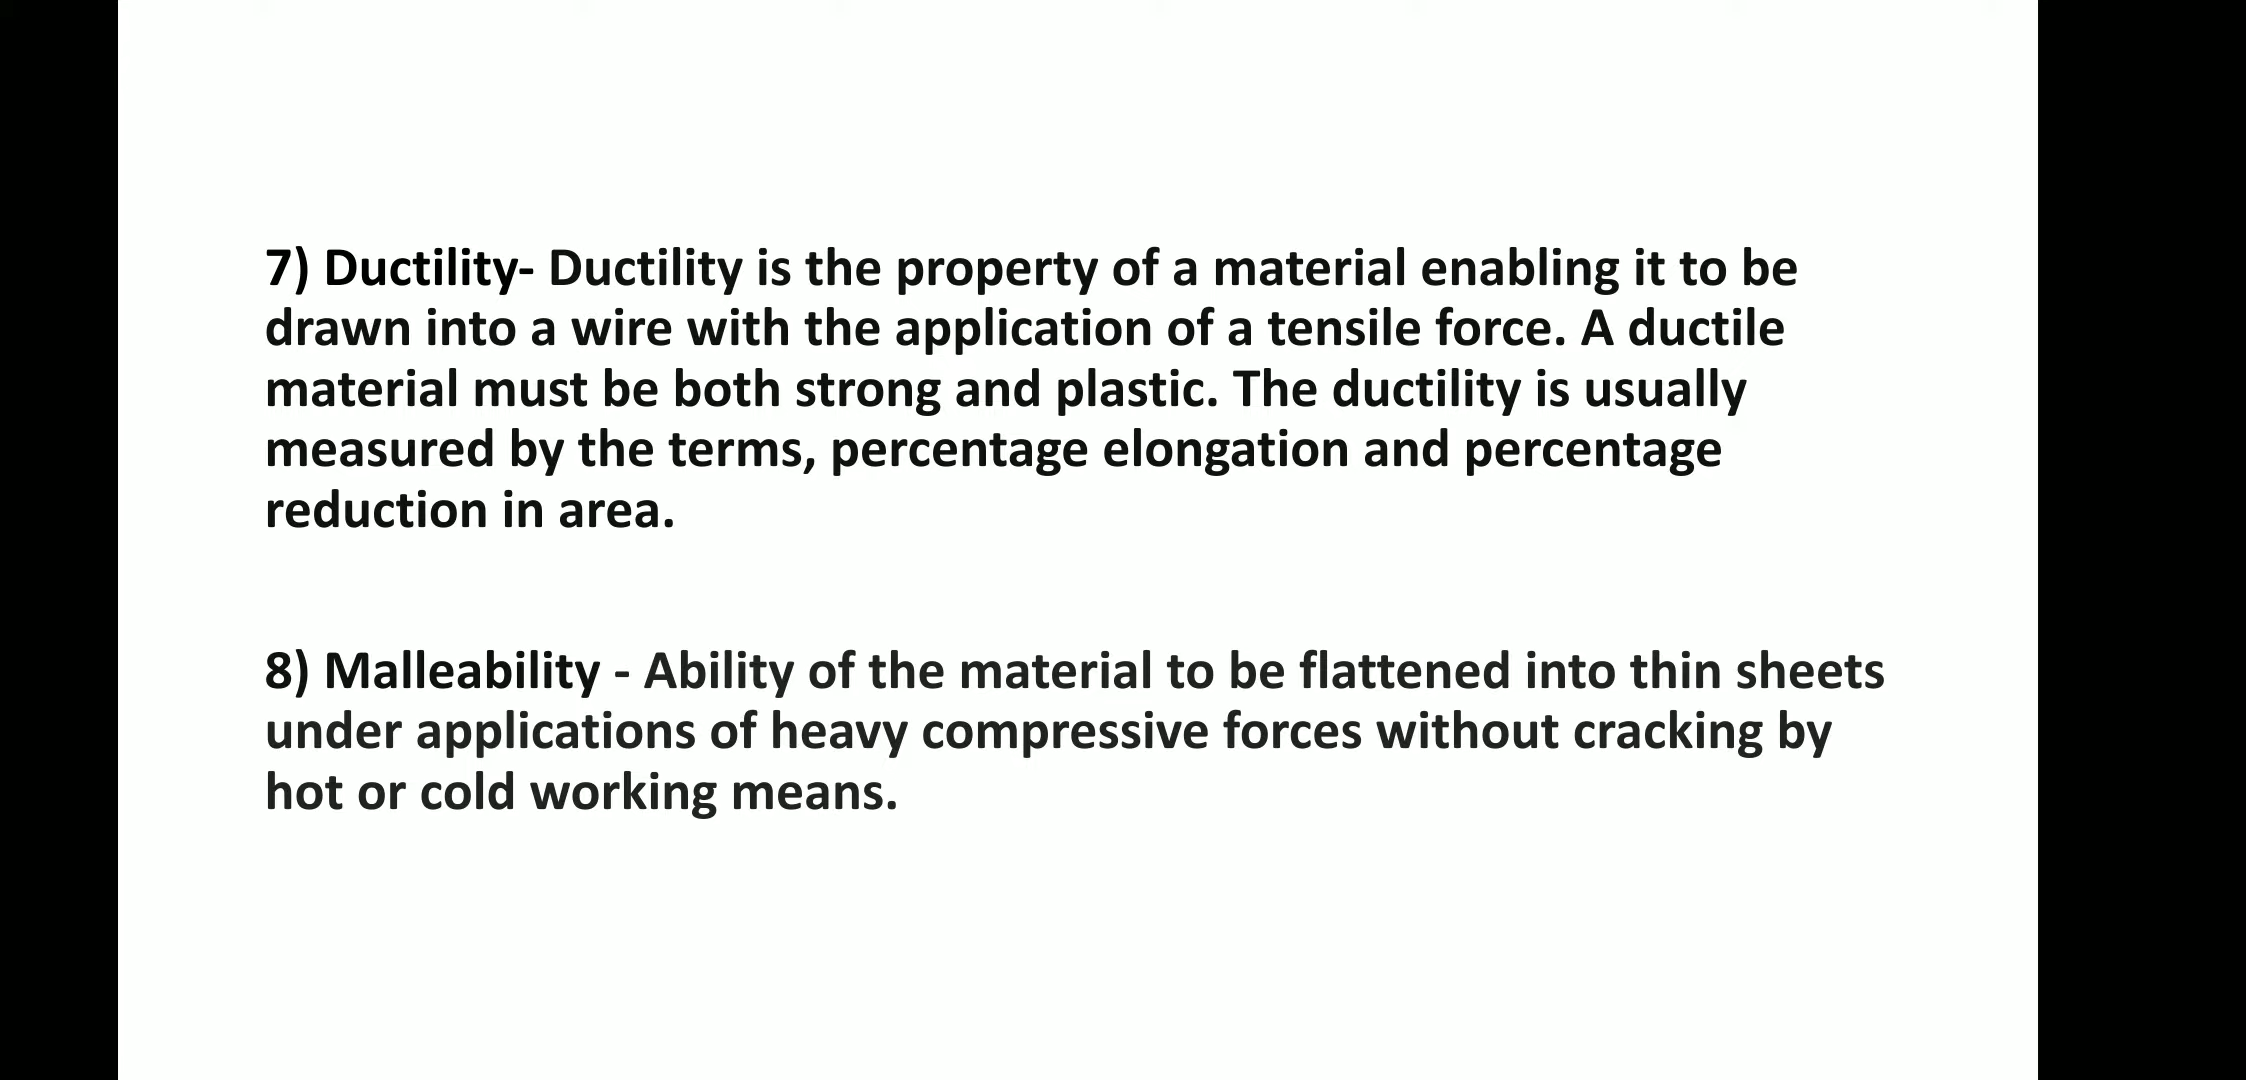 7) Ductility- Ductility is the property of a material enabling it to be
drawn into a wire with the application of a tensile force. A ductile
material must be both strong and plastic. The ductility is usually
measured by the terms, percentage elongation and percentage
reduction in area.
8) Malleability - Ability of the material to be flattened into thin sheets
under applications of heavy compressive forces without cracking by
hot or cold working means.